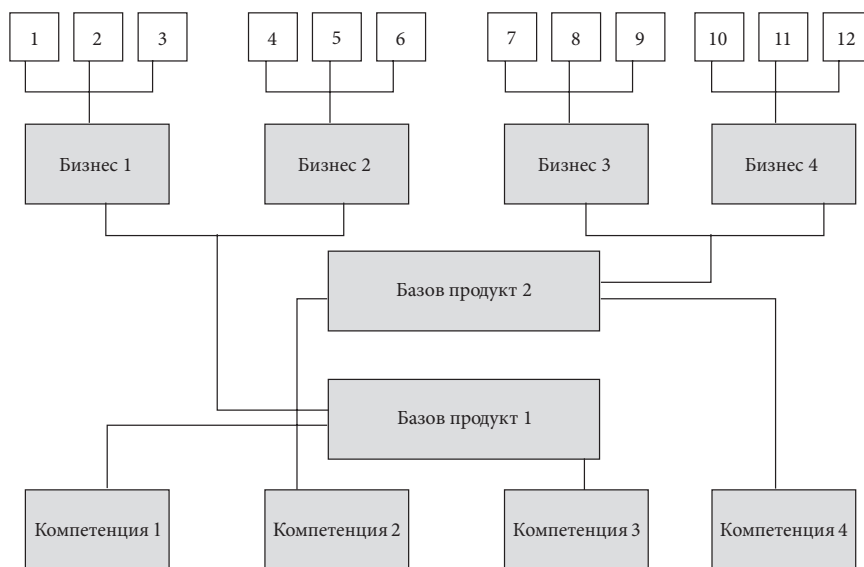 1 2 3 4 5 6 7 8 9 10 11 12
Бизнес 1 Бизнес 2 Бизнес 3 Бизнес 4
Базов продукт 2
Базов продукт 1
Компетенция 1 Компетенция 2 Компетенция 3 Компетенция 4